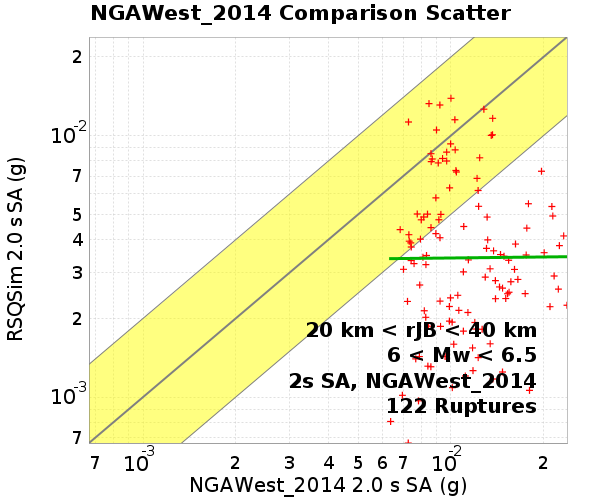 NGAWest_2014 Comparison Scatter
RSQSim 2.0 s SA (g)
2
10-2
7
5
4
3
2
10-3
7
20 km < rJB < 40 km
6 < Mw < 6.5
2s SA, NGAWest_2014
122 Ruptures
7 10-3 2 3 4 5 6 7 10-2 2
NGAWest_2014 2.0 s SA (g)